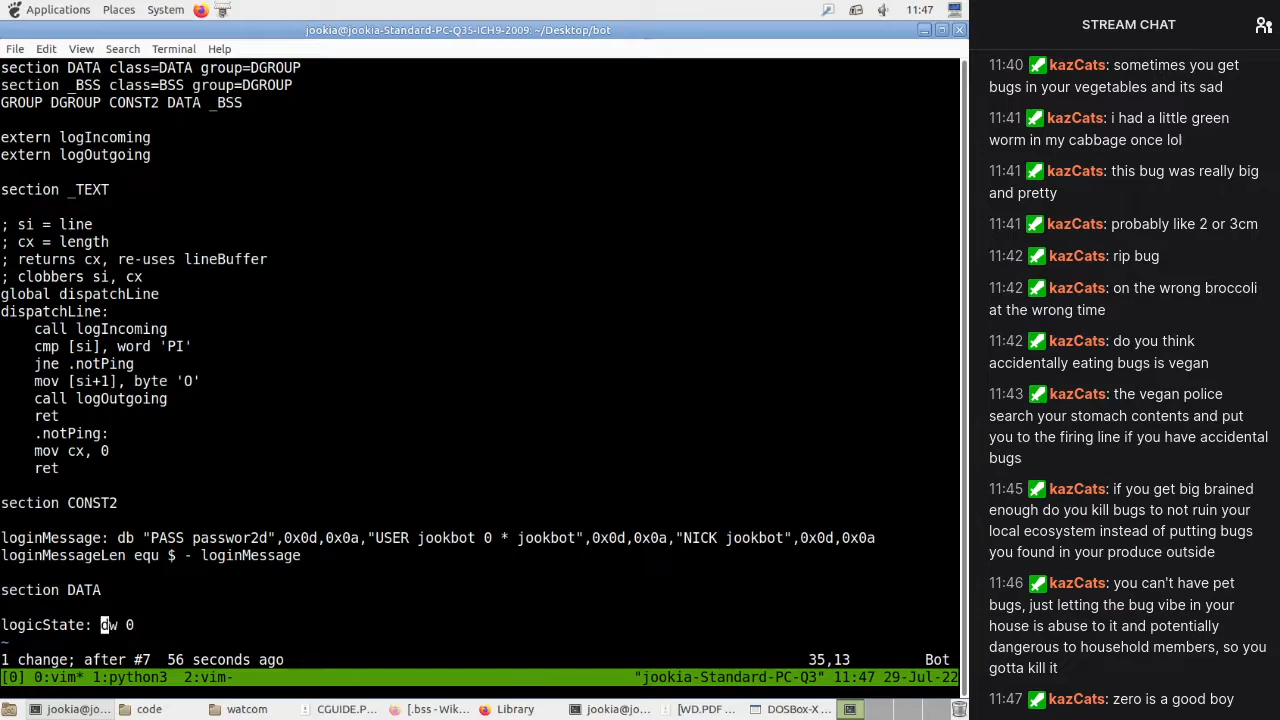 Applications Places System 11:47
jookia@jookia-Standard-PC-Q35-ICH9-2009: ~/Desktop/bot
File Edit View Search Terminal Help
section DATA class=DATA group=DGROUP
section _BSS class=BSS group=DGROUP
GROUP DGROUP CONST2 DATA _BSS
extern logIncoming
extern logOutgoing
section _TEXT
; si = line
; cx = length
; returns cx, re-uses lineBuffer
; clobbers si, cx
global dispatchLine
dispatchLine:
call logIncoming
cmp [si], word 'PI'
jne .notPing
mov [si+1], byte 'O'
call logOutgoing
ret
.notPing:
mov cx, 0
ret
section CONST2
loginMessage: db "PASS passwor2d",0x0d,0x0a,"USER jookbot 0 * jookbot",0x0d,0x0a,"NICK jookbot",0x0d,0x0a
loginMessageLen equ $ - loginMessage
section DATA
logicState: dw 0
~
1 change; after #7 56 seconds ago 35,13 Bot
[0] 0:vim* 1:python3 2:vim- "jookia-Standard-PC-Q3" 11:47 29-Jul-22
jookia@jo... code watcom CGUIDE.P... [.bss - Wik... Library jookia@jo... [WD.PDF ... DOSBox-X ...
STREAM CHAT
11:40 kazCats: sometimes you get
bugs in your vegetables and its sad
11:41 kazCats: i had a little green
worm in my cabbage once lol
11:41 kazCats: this bug was really big
and pretty
11:41 kazCats: probably like 2 or 3cm
11:42 kazCats: rip bug
11:42 kazCats: on the wrong broccoli
at the wrong time
11:42 kazCats: do you think
accidentally eating bugs is vegan
11:43 kazCats: the vegan police
search your stomach contents and put
you to the firing line if you have accidental
bugs
11:45 kazCats: if you get big brained
enough do you kill bugs to not ruin your
local ecosystem instead of putting bugs
you found in your produce outside
11:46 kazCats: you can't have pet
bugs, just letting the bug vibe in your
house is abuse to it and potentially
dangerous to household members, so you
gotta kill it
11:47 kazCats: zero is a good boy